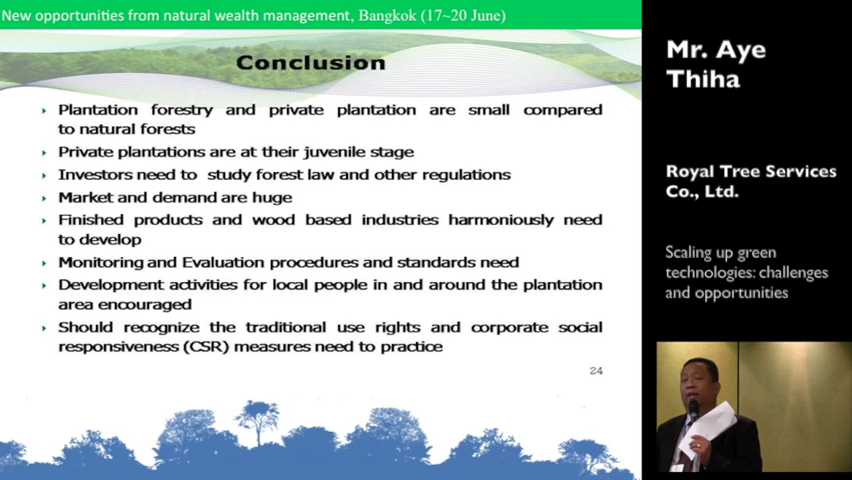 New opportunities from natural wealth management, Bangkok (17~20 June)
Conclusion
Plantation forestry and private plantation are small compared
to natural forests
Private plantations are at their juvenile stage
Investors need to study forest law and other regulations
Market and demand are huge
Finished products and wood based industries harmoniously need
to develop
Monitoring and Evaluation procedures and standards need
Development activities for local people in and around the plantation
area encouraged
Should recognize the traditional use rights and corporate social
responsiveness (CSR) measures need to practice
24
Mr. Aye
Thiha
Royal Tree Services
Co., Ltd.
Scaling up green
technologies: challenges
and opportunities